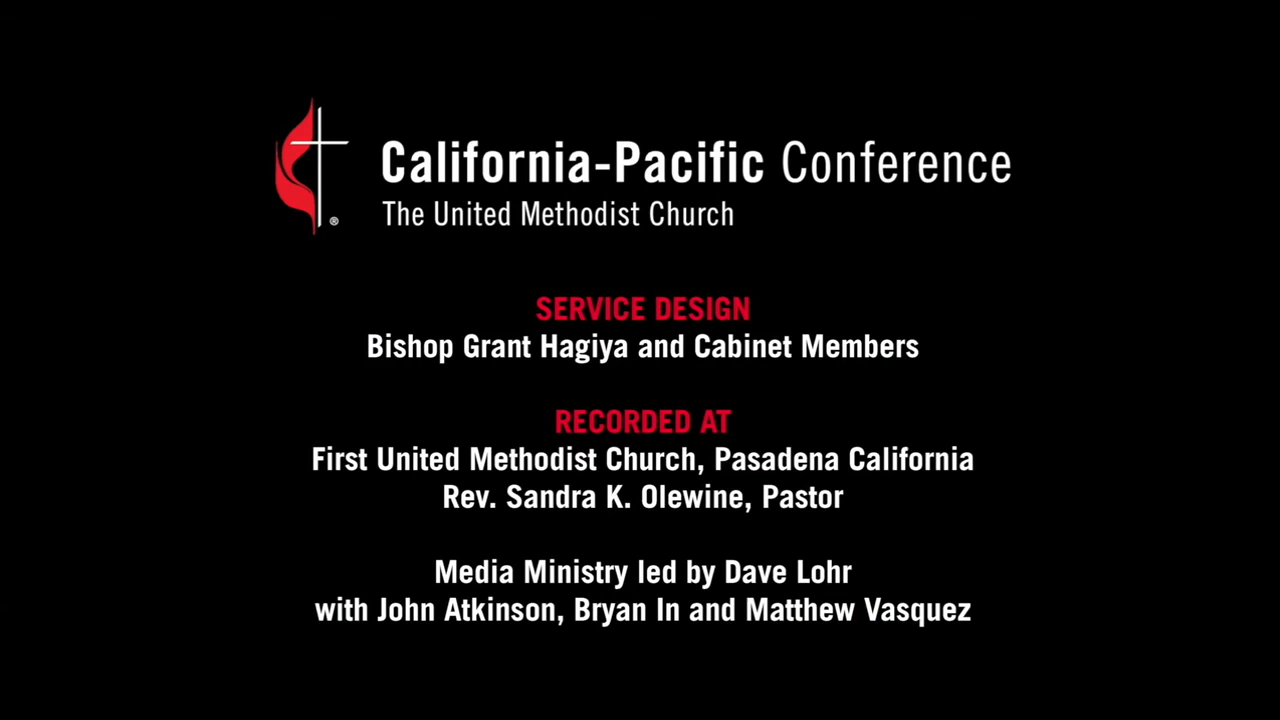 California-Pacific Conference
The United Methodist Church
®
SERVICE DESIGN
Bishop Grant Hagiya and Cabinet Members
RECORDED AT
First United Methodist Church, Pasadena California
Rev. Sandra K. Olewine, Pastor
Media Ministry led by Dave Lohr
with John Atkinson, Bryan In and Matthew Vasquez